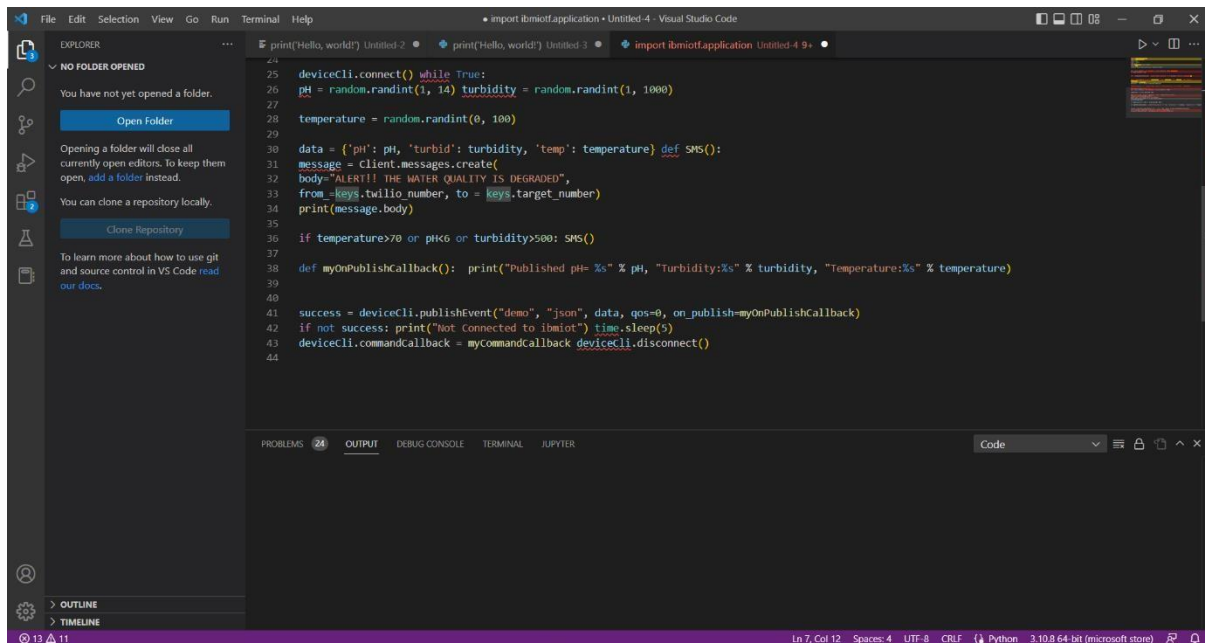 File Edit Selection View Go Run Terminal Help
● import ibmiotf.application • Untitled-4 - Visual Studio Code
EXPLORER
NO FOLDER OPENED
You have not yet opened a folder.
Open Folder
Opening a folder will close all
currently open editors. To keep them
open, add a folder instead.
You can clone a repository locally.
Clone Repository
To learn more about how to use git
and source control in VS Code read
our docs.
OUTLINE
TIMELINE
3
2
print('Hello, world!') Untitled-2 ●
print('Hello, world!') Untitled-3 ●
import ibmiotf.application Untitled-4 9+ ●
24
25 deviceCli.connect() while True:
26 pH = random.randint(1, 14) turbidity = random.randint(1, 1000)
27
28 temperature = random.randint(0, 100)
29
30 data = {'pH': pH, 'turbid': turbidity, 'temp': temperature} def SMS():
31 message = Client.messages.create(
32 body="ALERT!! THE WATER QUALITY IS DEGRADED",
33 from_=keys.twilio_number, to = keys.target_number)
34 print(message.body)
35
36 if temperature>70 or pH<6 or turbidity>500: SMS()
37
38 def myOnPublishCallback(): print("Published pH= %s" % pH, "Turbidity:%s" % turbidity, "Temperature:%s" % temperature)
39
40
41 success = deviceCli.publishEvent("demo", "json", data, qos=0, on_publish=myOnPublishCallback)
42 if not success: print("Not Connected to ibmiot") time.sleep(5)
43 deviceCli.commandCallback = myCommandCallback deviceCli.disconnect()
44
PROBLEMS 24 OUTPUT DEBUG CONSOLE TERMINAL JUPYTER
Code
13 11
Ln 7, Col 12 Spaces: 4 UTF-8 CRLF Python 3.10.8 64-bit (microsoft store)